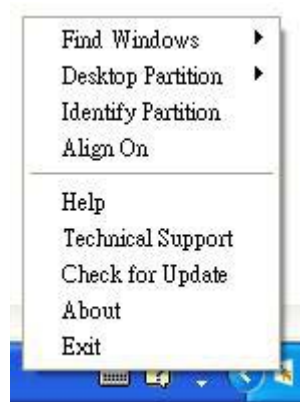 Find Windows
Desktop Partition
Identify Partition
Align On
Help
Technical Support
Check for Update
About
Exit